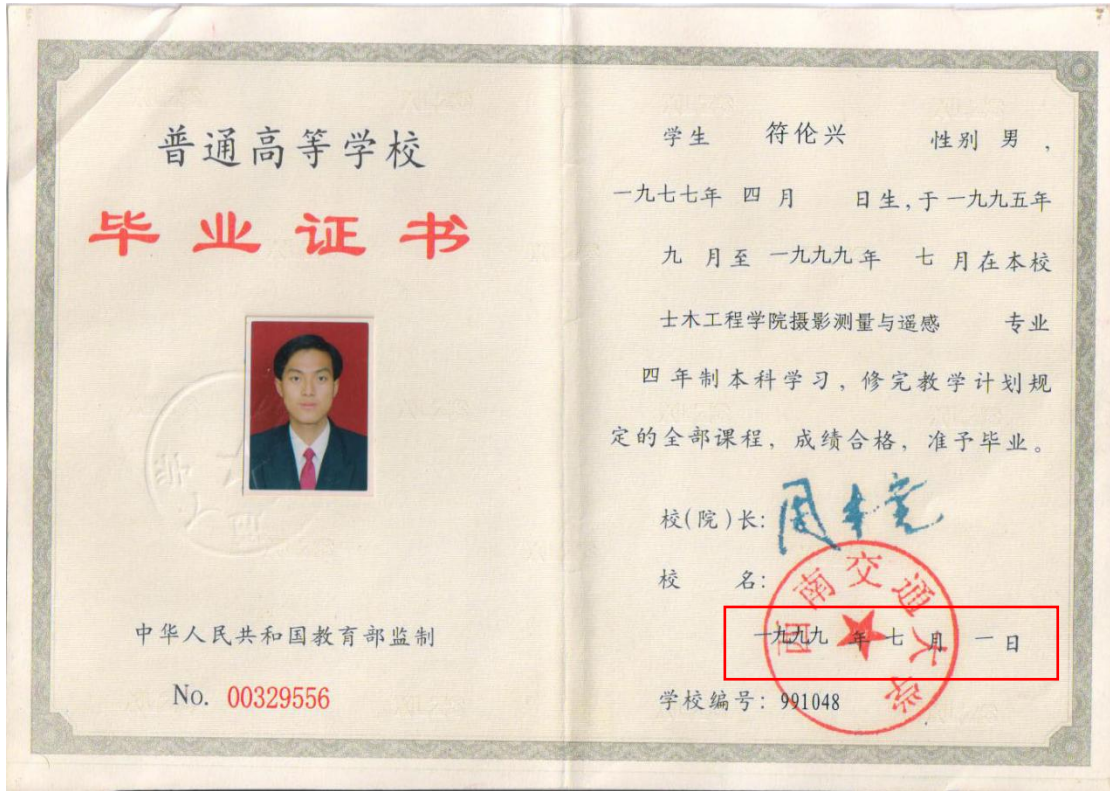 普通高等学校
毕业证书
中华人民共和国教育部监制
No. 00329556
学生 符伦兴 性别 男，
一九七七年 四 月 日生，于一九九五年
九 月至 一九九九年 七 月在本校
士木工程学院摄影测量与遥感 专业
四 年制本科学习，修完教学计划规
定的全部课程，成绩合格，准予毕业。
校(院)长：
校 名：
西南交通大学
一九九九 年 七 月 一 日
学校编号：991048